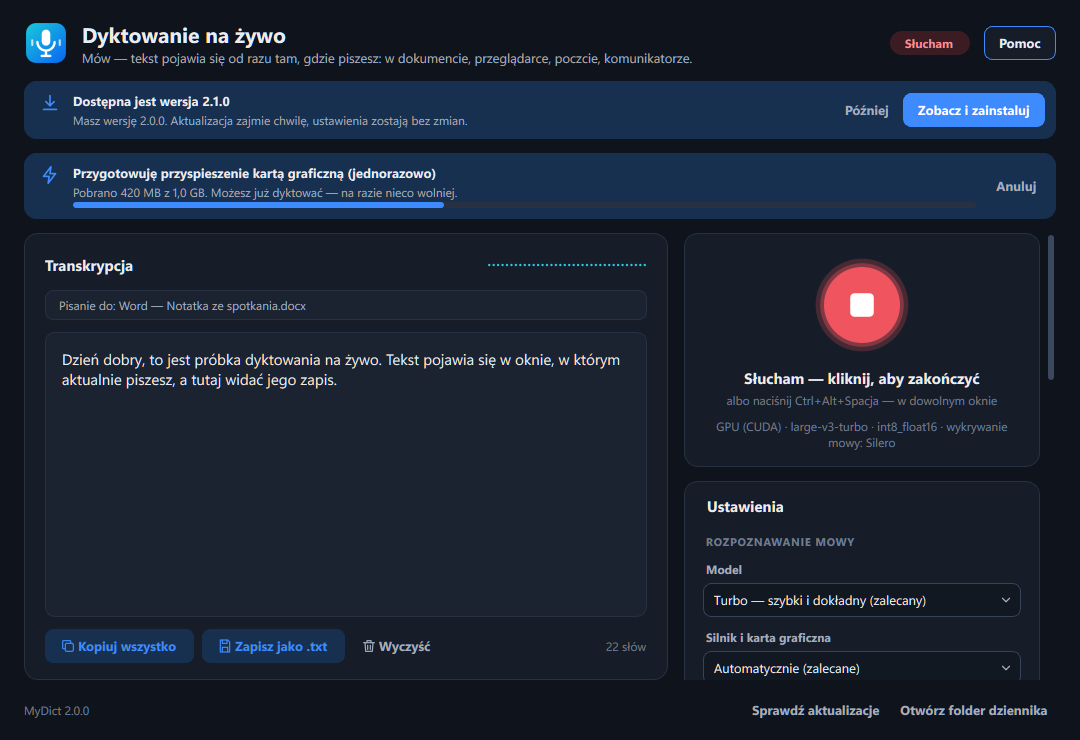 Dyktowanie na żywo
Mów — tekst pojawia się od razu tam, gdzie piszesz: w dokumencie, przeglądarce, poczcie, komunikatorze.
Słucham
Pomoc
Dostępna jest wersja 2.1.0
Masz wersję 2.0.0. Aktualizacja zajmie chwilę, ustawienia zostają bez zmian.
Później
Zobacz i zainstaluj
Przygotowuję przyspieszenie kartą graficzną (jednorazowo)
Pobrano 420 MB z 1,0 GB. Możesz już dyktować — na razie nieco wolniej.
Anuluj
Transkrypcja
Pisanie do: Word — Notatka ze spotkania.docx
Dzień dobry, to jest próbka dyktowania na żywo. Tekst pojawia się w oknie, w którym
aktualnie piszesz, a tutaj widać jego zapis.
Kopiuj wszystko
Zapisz jako .txt
Wyczyść
22 słów
Słucham — kliknij, aby zakończyć
albo naciśnij Ctrl+Alt+Spacja — w dowolnym oknie
GPU (CUDA) · large-v3-turbo · int8_float16 · wykrywanie
mowy: Silero
Ustawienia
ROZPOZNAWANIE MOWY
Model
Turbo — szybki i dokładny (zalecany)
Silnik i karta graficzna
Automatycznie (zalecane)
MyDict 2.0.0
Sprawdź aktualizacje
Otwórz folder dziennika